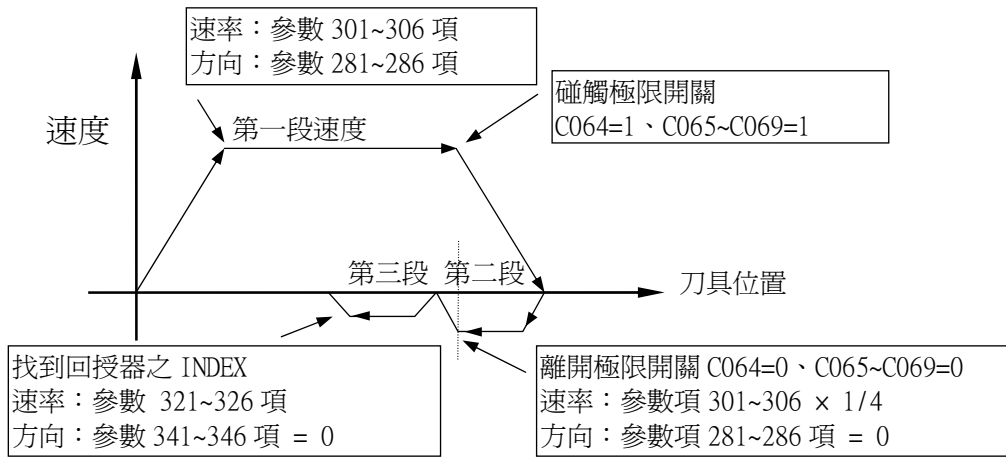 速率：參數 301~306 項
方向：參數 281~286 項
碰觸極限開關
C064=1、C065~C069=1
速度
第一段速度
第三段
第二段
刀具位置
找到回授器之 INDEX
速率：參數 321~326 項
方向：參數 341~346 項 = 0
離開極限開關 C064=0、C065~C069=0
速率：參數項 301~306 × 1/4
方向：參數項 281~286 項 = 0